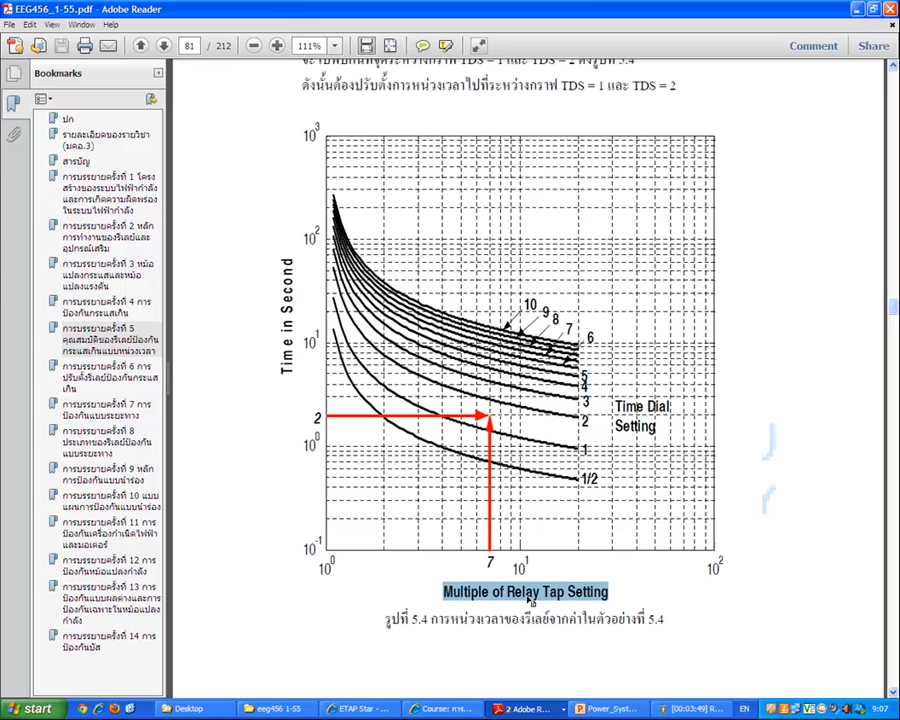 EEG456_1-55.pdf - Adobe Reader
File Edit View Window Help
81 / 212 111% Comment Share
Bookmarks
ปก
รายละเอียดของรายวิชา
(มคอ.3)
สารบัญ
การบรรยายครั้งที่ 1 โครง
สร้างของระบบไฟฟ้ากำลัง
และการเกิดความผิดพร่อง
ในระบบไฟฟ้ากำลัง
การบรรยายครั้งที่ 2 หลัก
การทำงานของรีเลย์และ
อุปกรณ์เสริม
การบรรยายครั้งที่ 3 หม้อ
แปลงกระแสและหม้อ
แปลงแรงดัน
การบรรยายครั้งที่ 4 การ
ป้องกันกระแสเกิน
การบรรยายครั้งที่ 5
คุณสมบัติของรีเลย์ป้องกัน
กระแสเกินแบบหน่วงเวลา
การบรรยายครั้งที่ 6 การ
ปรับตั้งรีเลย์ป้องกันกระแส
เกิน
การบรรยายครั้งที่ 7 การ
ป้องกันแบบระยะทาง
การบรรยายครั้งที่ 8
ประเภทของรีเลย์ป้องกัน
แบบระยะทาง
การบรรยายครั้งที่ 9 หลัก
การป้องกันแบบนำร่อง
การบรรยายครั้งที่ 10 แบบ
แผนการป้องกันแบบนำร่อง
การบรรยายครั้งที่ 11 การ
ป้องกันเครื่องกำเนิดไฟฟ้า
และมอเตอร์
การบรรยายครั้งที่ 12 การ
ป้องกันหม้อแปลงกำลัง
การบรรยายครั้งที่ 13 การ
ป้องกันแบบผลต่างและการ
ป้องกันเฉพาะในหม้อแปลง
กำลัง
การบรรยายครั้งที่ 14 การ
ป้องกันบัส
TDS = 1 และ TDS = 2 ดังรูปที่ 5.4
ดังนั้นต้องปรับตั้งการหน่วงเวลาไปที่ระหว่างกราฟ TDS = 1 และ TDS = 2
10³
10²
10¹
10⁰
10⁻¹
Time in Second
2
10
9
8
7
6
5
4
3
2
1
1/2
Time Dial
Setting
10⁰ 7 10¹ 10²
Multiple of Relay Tap Setting
รูปที่ 5.4 การหน่วงเวลาของรีเลย์จากค่าในตัวอย่างที่ 5.4
start Desktop eeg456 1-55 ETAP Star - ... Course: การ... 2 Adobe R... Power_Syst... [00:03:49] R... EN 9:07